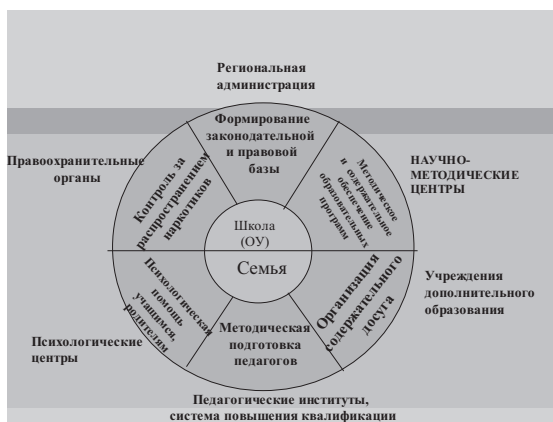 Региональная
администрация
Формирование
законодательной
и правовой
базы
Правоохранительные
органы
Контроль за
распространением
наркотиков
Методическое
и содержательное
обеспечение
образовательных
программ
НАУЧНО-
МЕТОДИЧЕСКИЕ
ЦЕНТРЫ
Школа
(ОУ)
Семья
Психологическая
помощь
учащимся,
родителям
Методическая
подготовка
педагогов
Организация
содержательного
досуга
Учреждения
дополнительного
образования
Психологические
центры
Педагогические институты,
система повышения квалификации